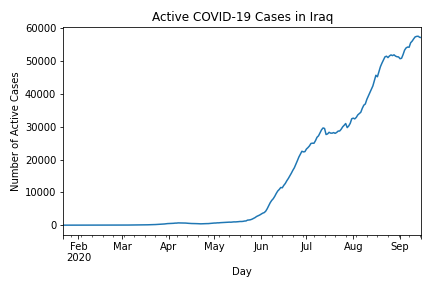 Active COVID-19 Cases in Iraq
60000
50000
40000
30000
20000
10000
0
Number of Active Cases
Feb Mar Apr May Jun Jul Aug Sep
2020
Day